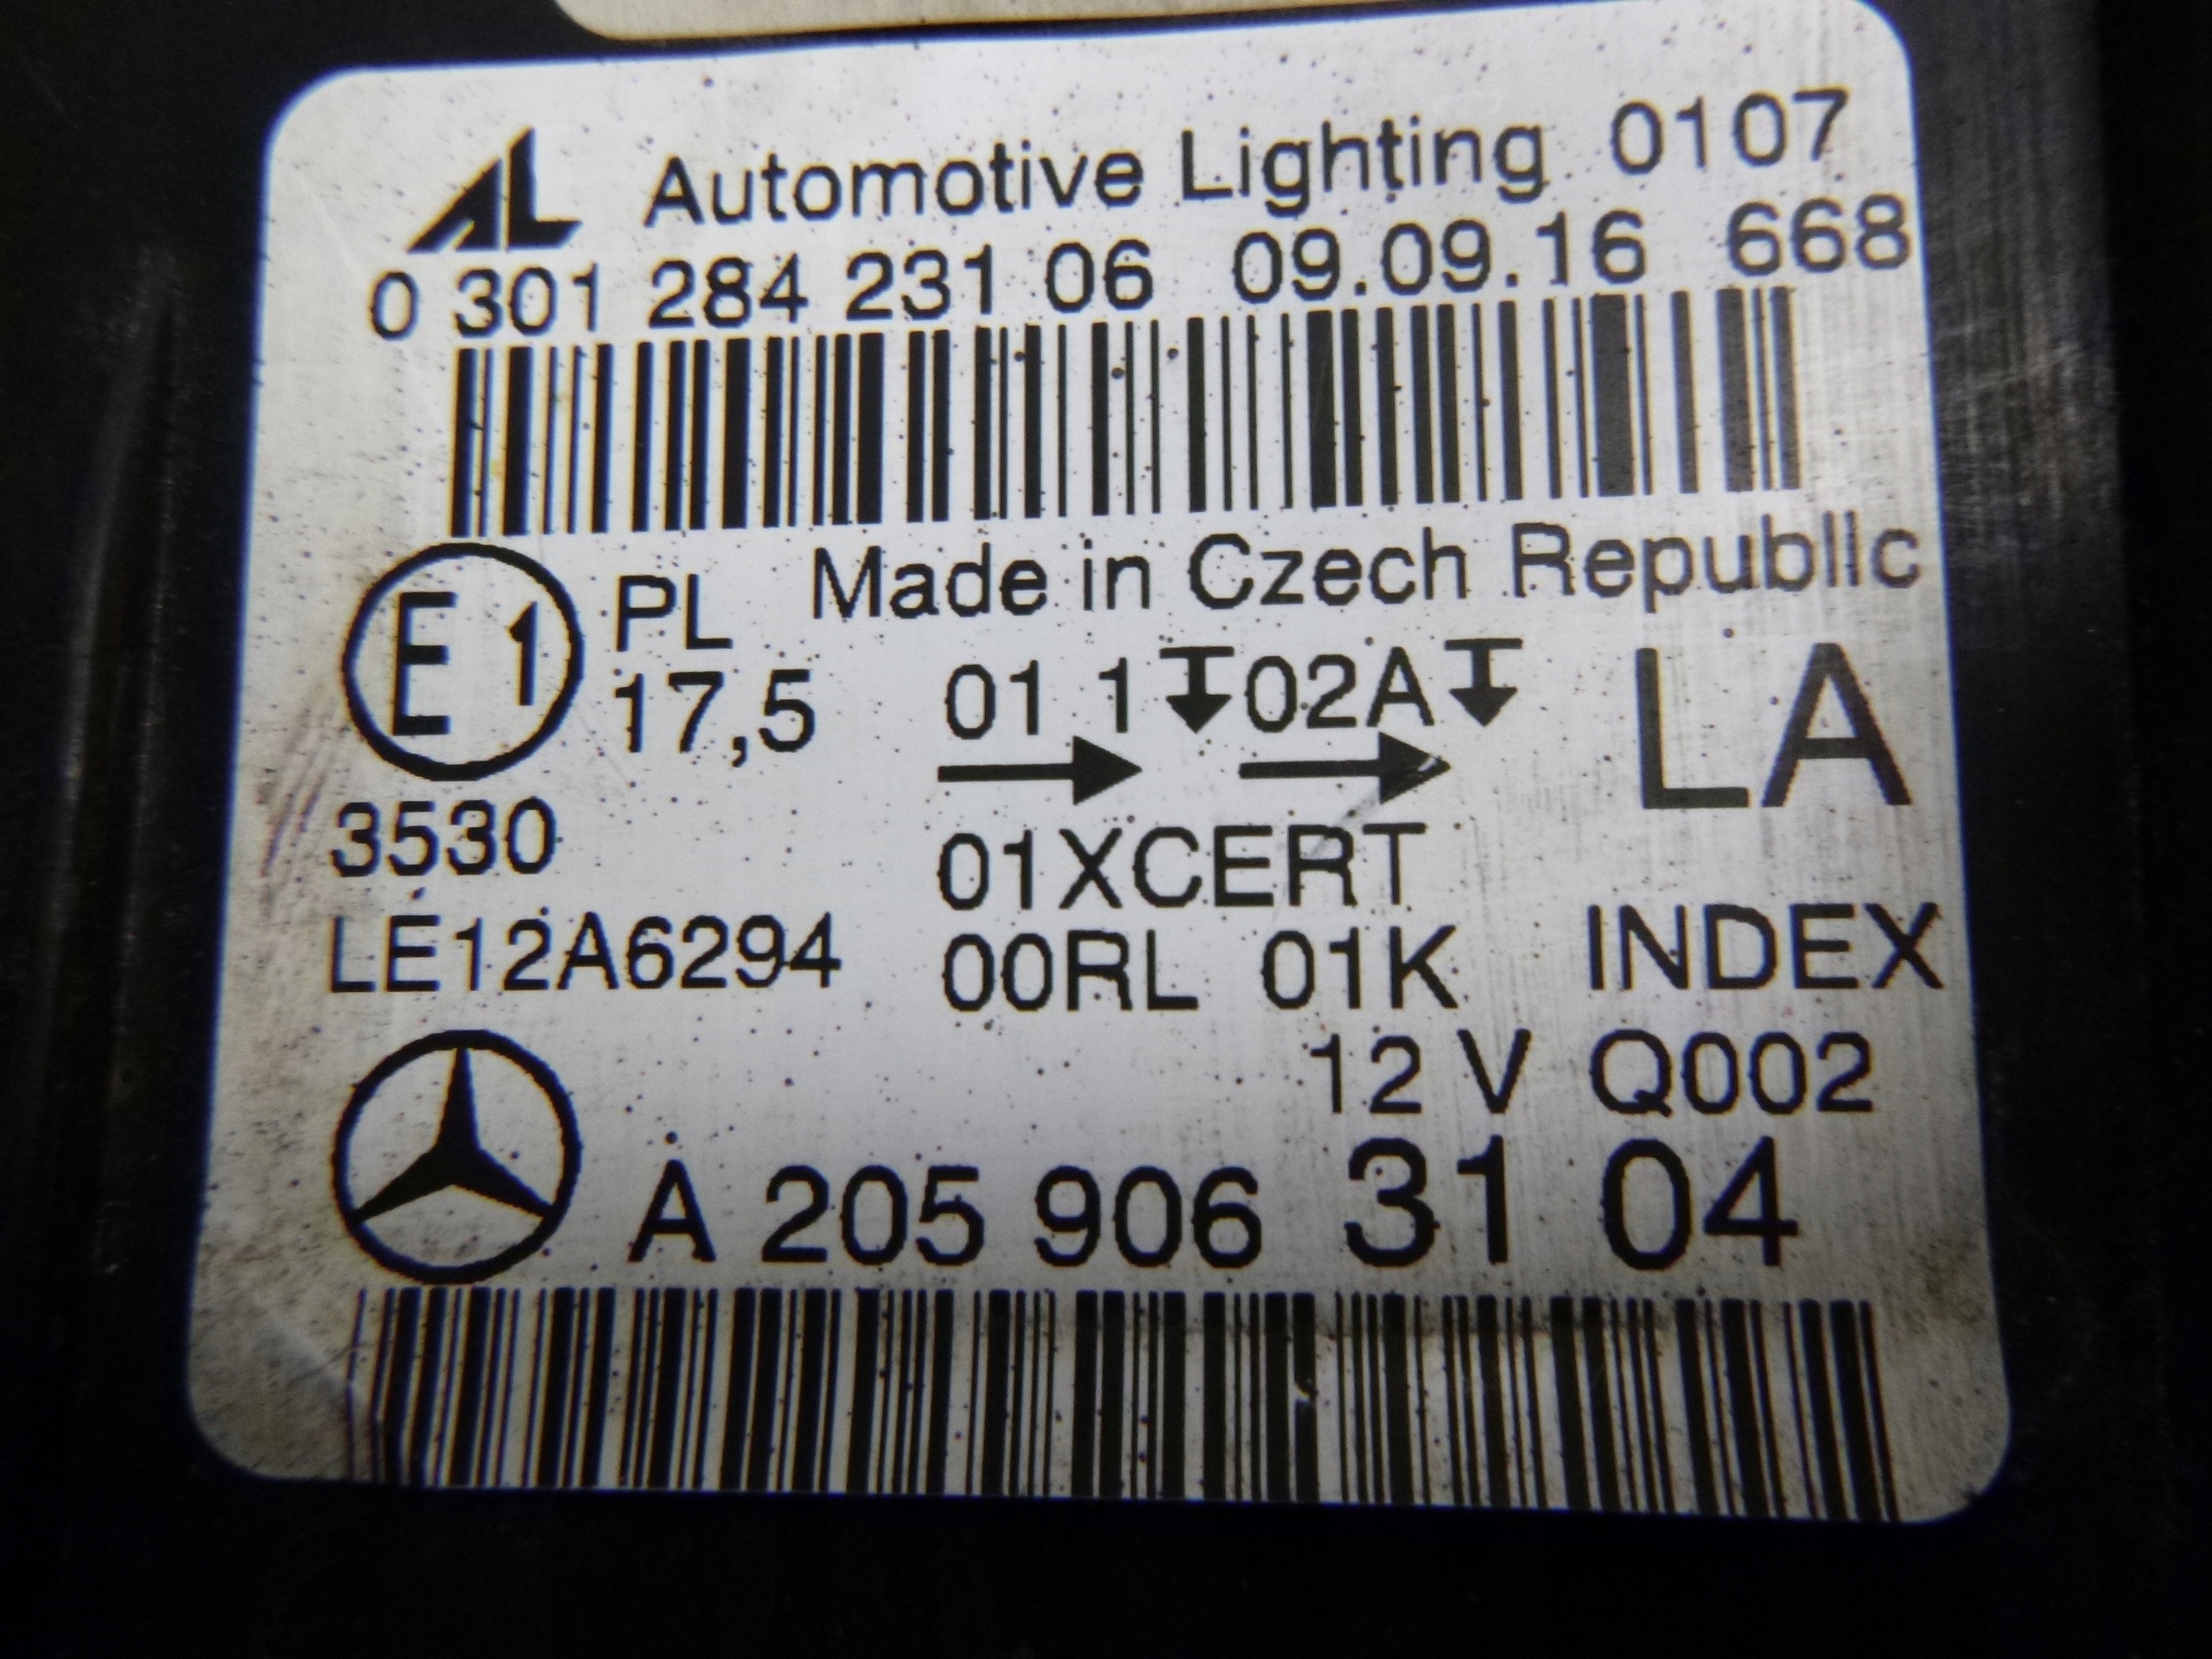 AL Automotive Lighting 0107
0 301 284 231 06 09.09.16 668
E1 PL Made in Czech Republic
17,5 01 1 02A LA
3530 01XCERT
LE12A6294 00RL 01K INDEX
12 V Q002
A 205 906 31 04